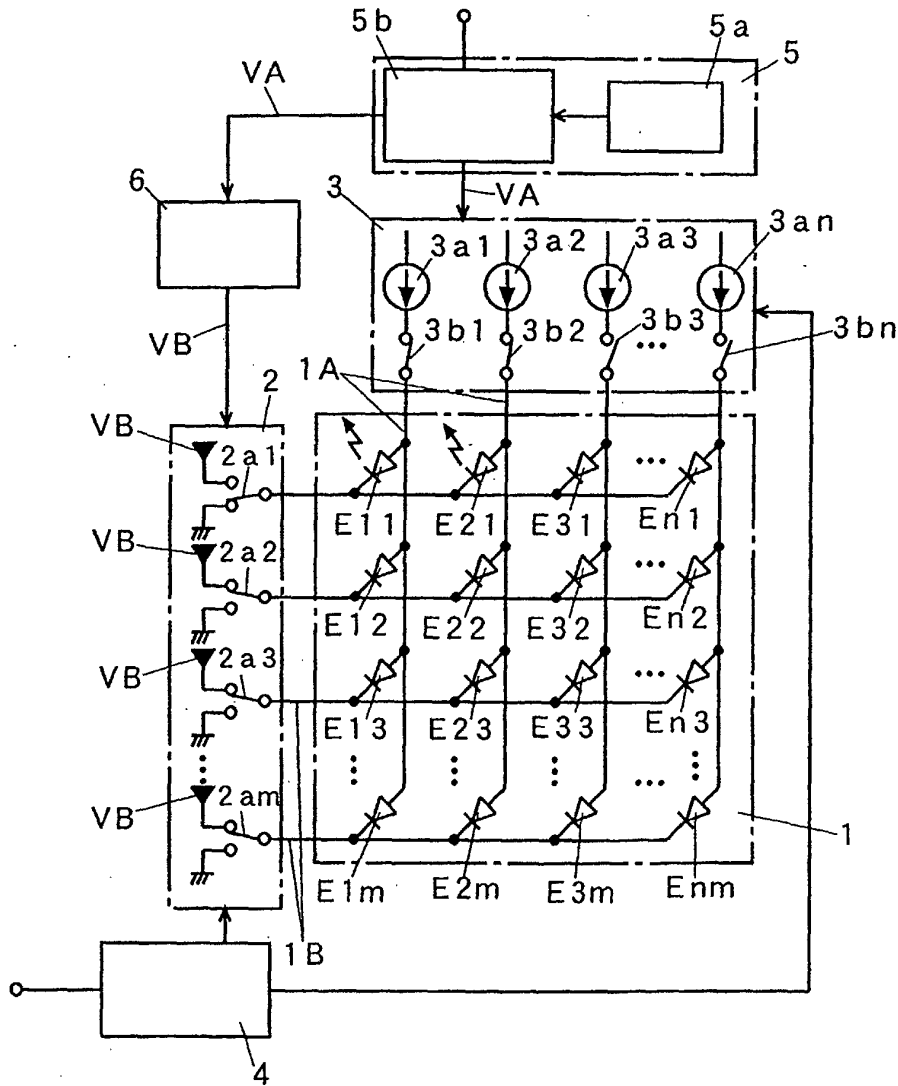 5b
5a
5
VA
VA
6
3
3a1
3a2
3a3
3an
3b1
3b2
3b3
3bn
VB
1A
2
VB
2a1
E11
E21
E31
En1
VB
2a2
E12
E22
E32
En2
VB
2a3
E13
E23
E33
En3
VB
2am
1
E1m
E2m
E3m
Enm
1B
4